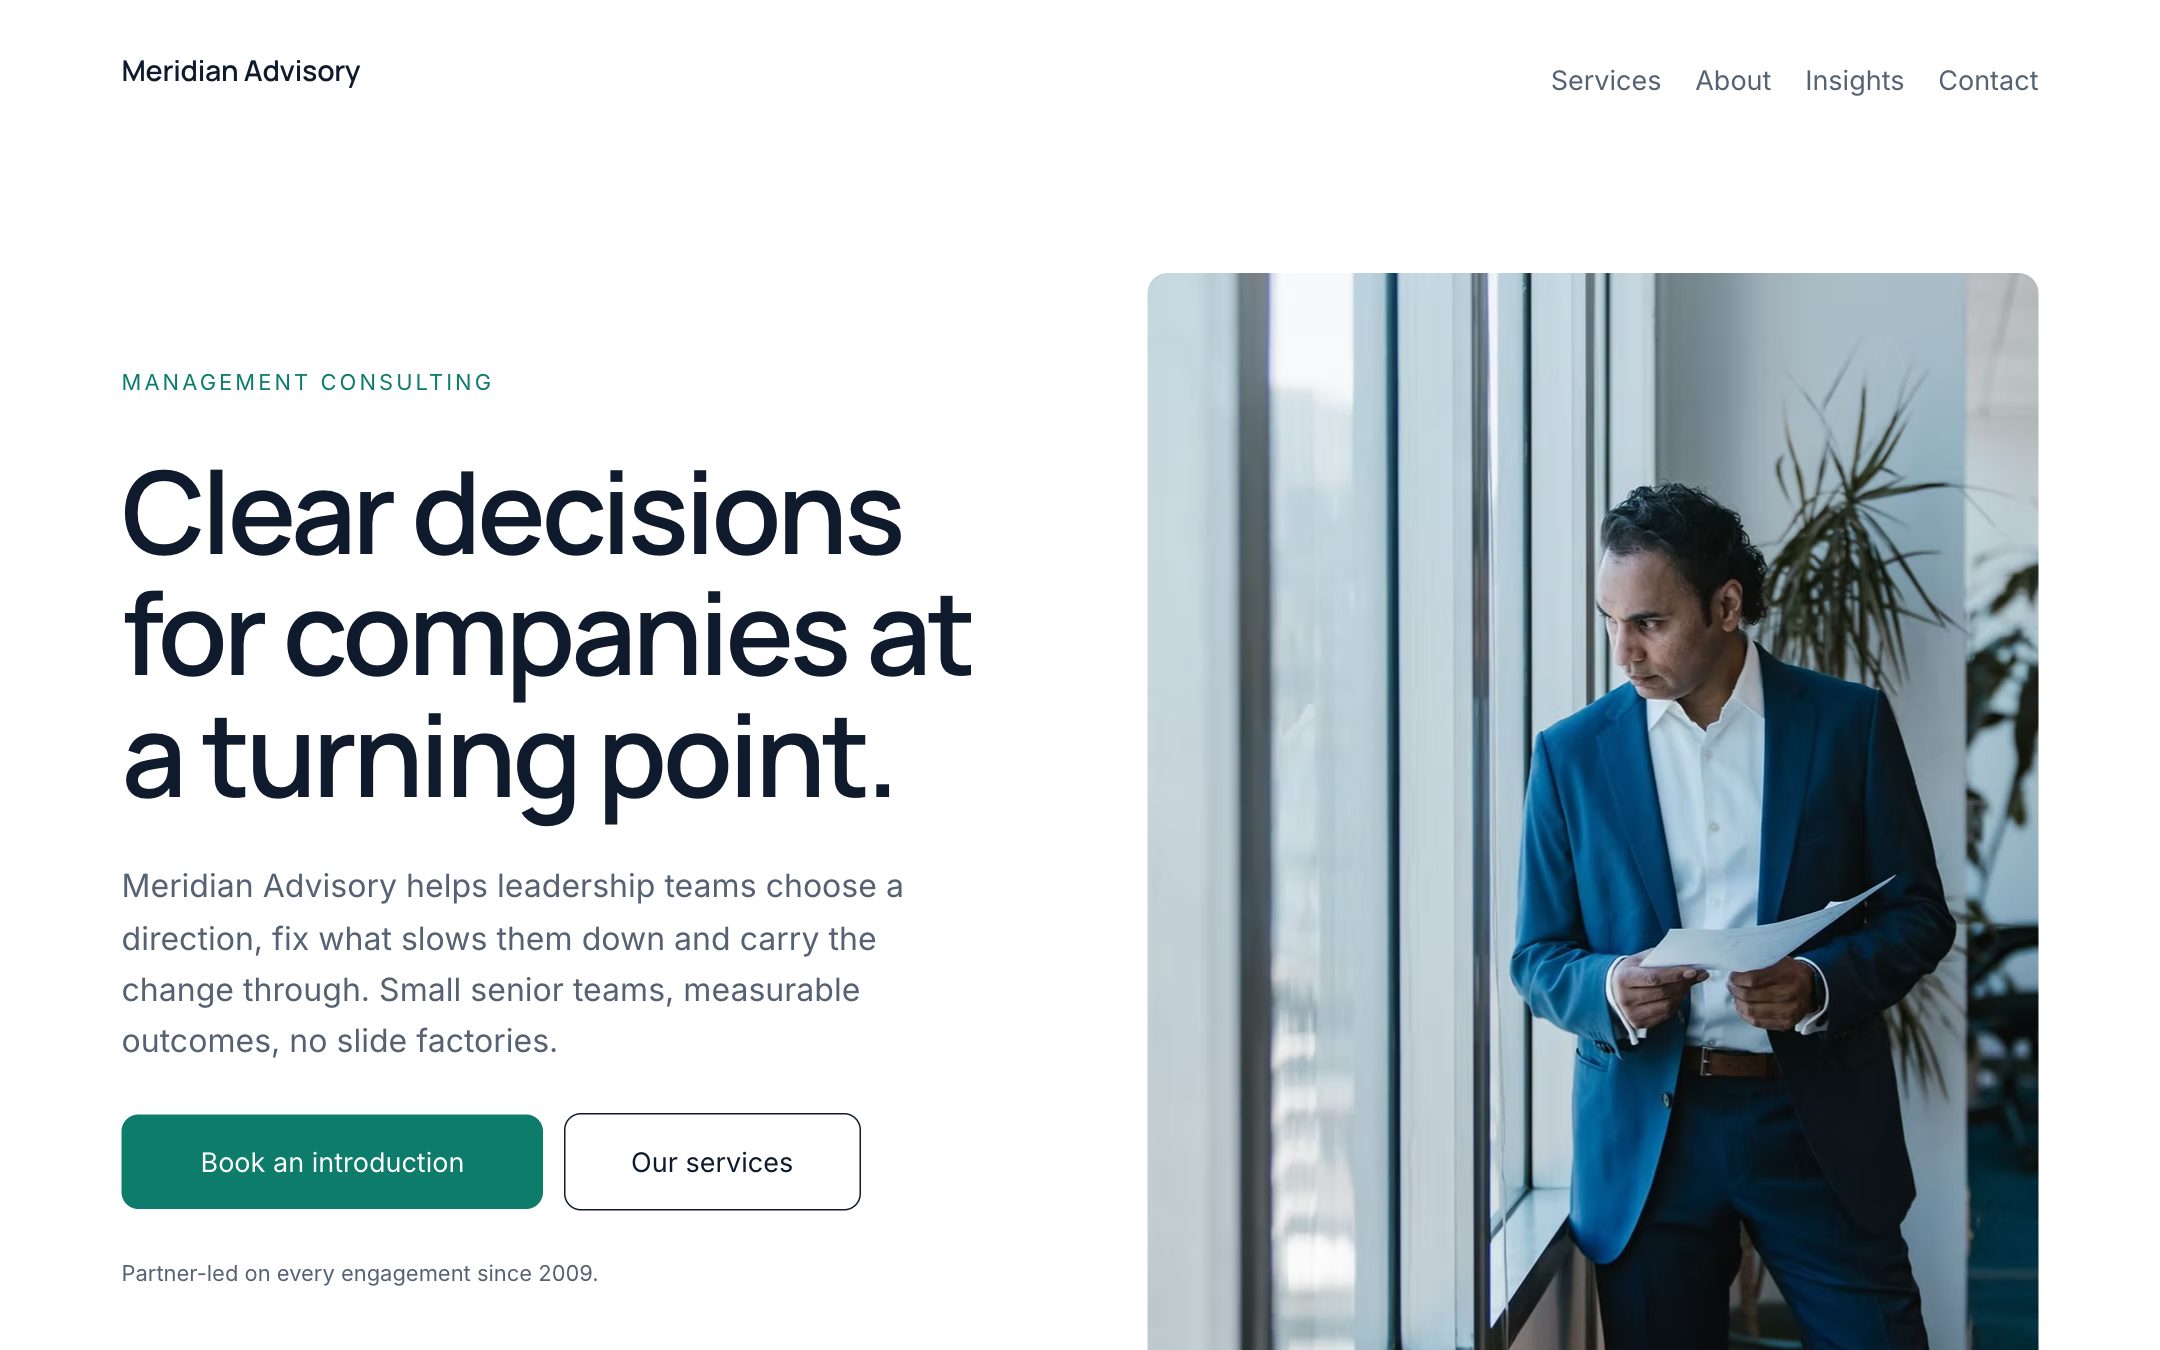 Meridian Advisory
Services About Insights Contact
MANAGEMENT CONSULTING
Clear decisions
for companies at
a turning point.
Meridian Advisory helps leadership teams choose a
direction, fix what slows them down and carry the
change through. Small senior teams, measurable
outcomes, no slide factories.
Book an introduction
Our services
Partner-led on every engagement since 2009.